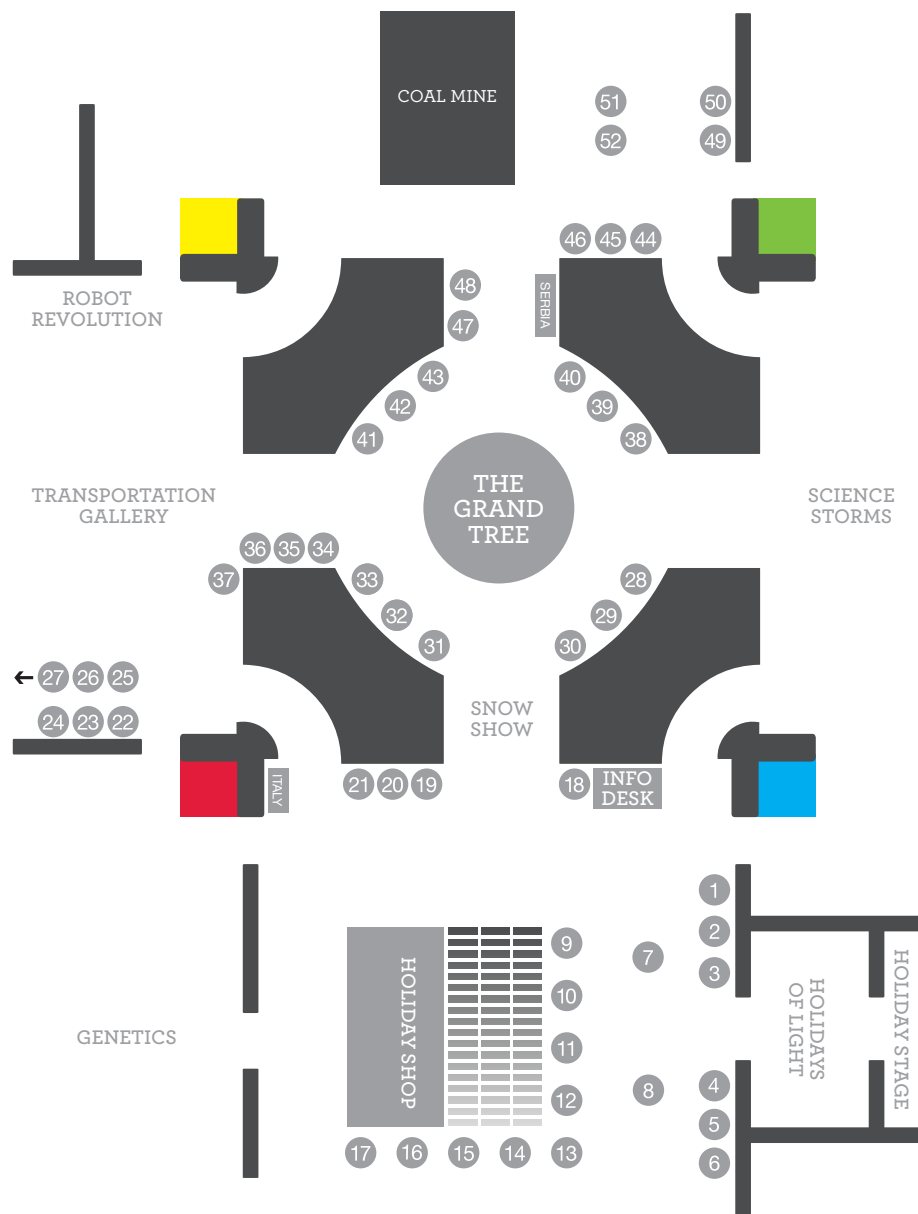 COAL MINE
51
50
52
49
46
45
44
ROBOT
REVOLUTION
48
SERBIA
47
43
40
42
39
41
38
TRANSPORTATION
GALLERY
THE
GRAND
TREE
SCIENCE
STORMS
36
35
34
37
33
28
32
29
31
30
27
26
25
24
23
22
SNOW
SHOW
ITALY
21
20
19
18
INFO
DESK
1
2
3
9
7
10
HOLIDAY SHOP
HOLIDAYS
OF LIGHT
HOLIDAY STAGE
GENETICS
11
8
12
4
5
6
17
16
15
14
13